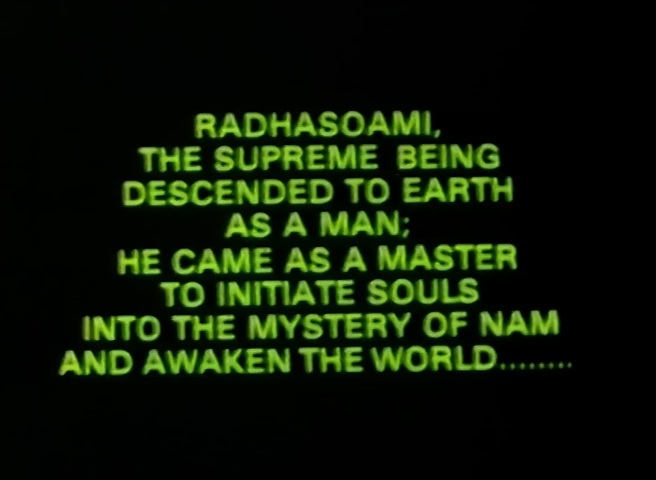 RADHASOAMI,
THE SUPREME BEING
DESCENDED TO EARTH
AS A MAN;
HE CAME AS A MASTER
TO INITIATE SOULS
INTO THE MYSTERY OF NAM
AND AWAKEN THE WORLD........